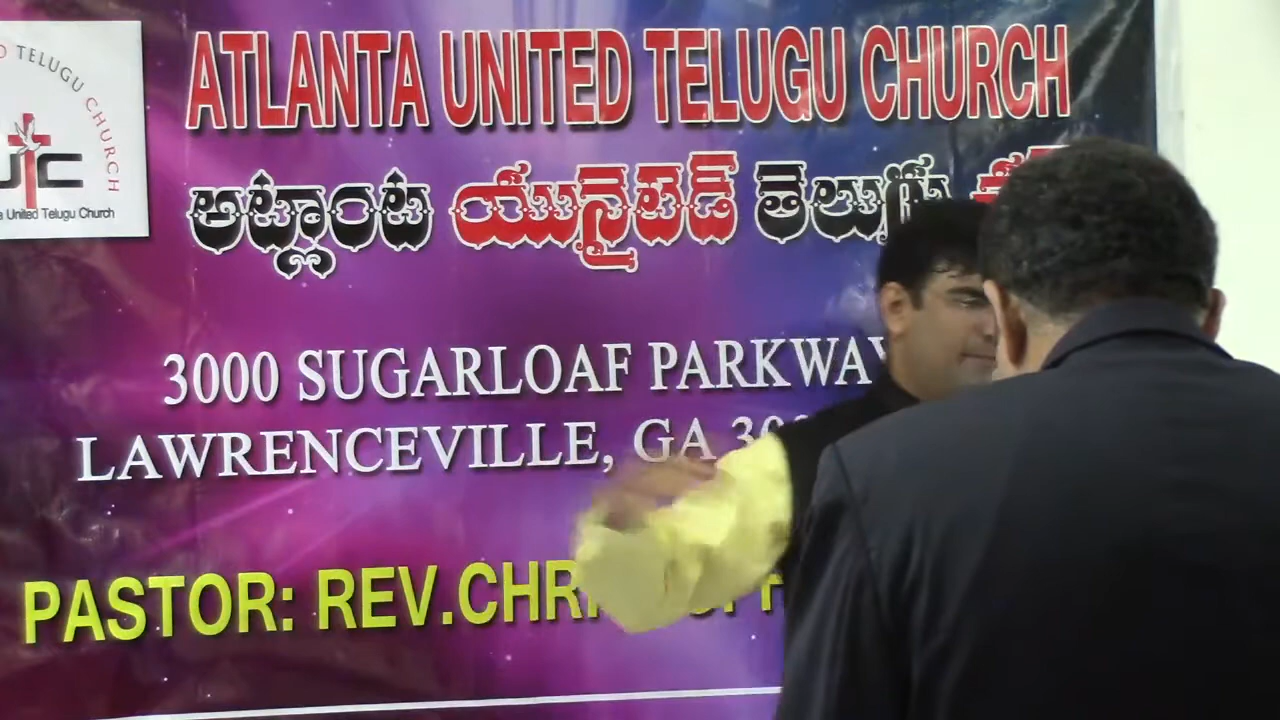 TELUGU CHURCH
United Telugu Church
ATLANTA UNITED TELUGU CHURCH
అట్లాంట యునైటెడ్ తెలుగు
3000 SUGARLOAF PARKWAY
LAWRENCEVILLE, GA
PASTOR: REV.